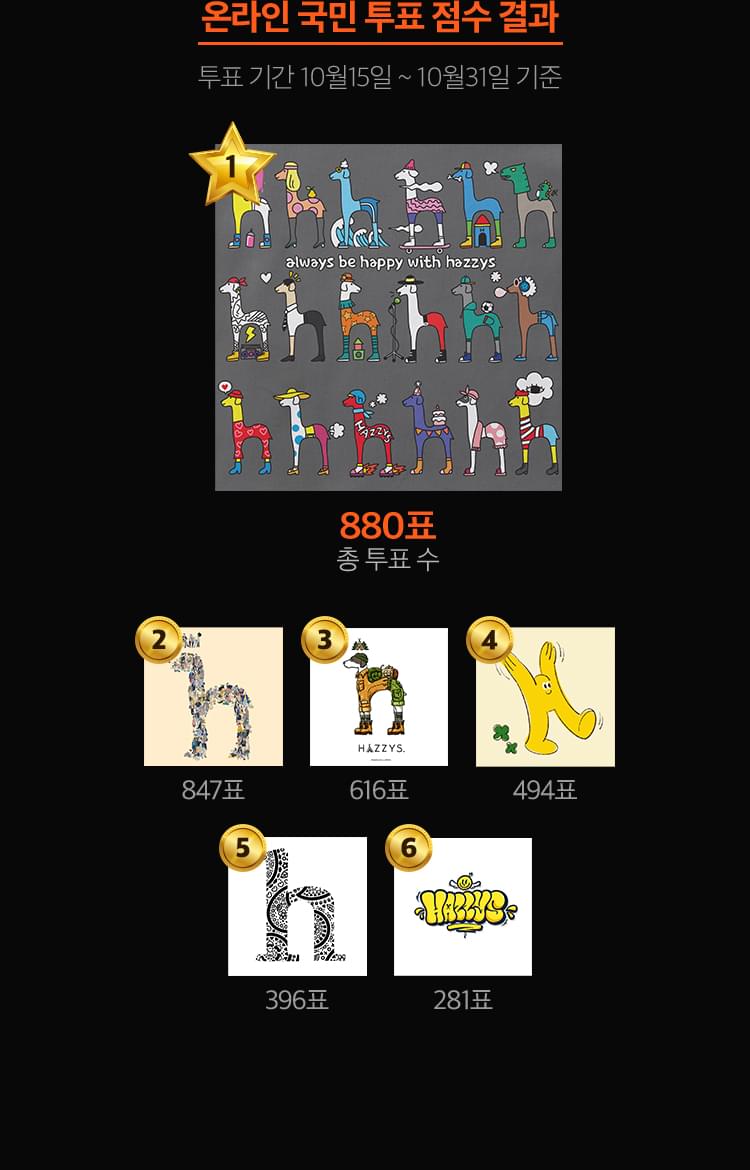 온라인 국민 투표 점수 결과
투표 기간 10월15일 ~ 10월31일 기준
1
always be happy with hazzys
HAZZYS
880표
총 투표 수
2
3
4
HAZZYS.
847표
616표
494표
5
6
HAZZYS
396표
281표